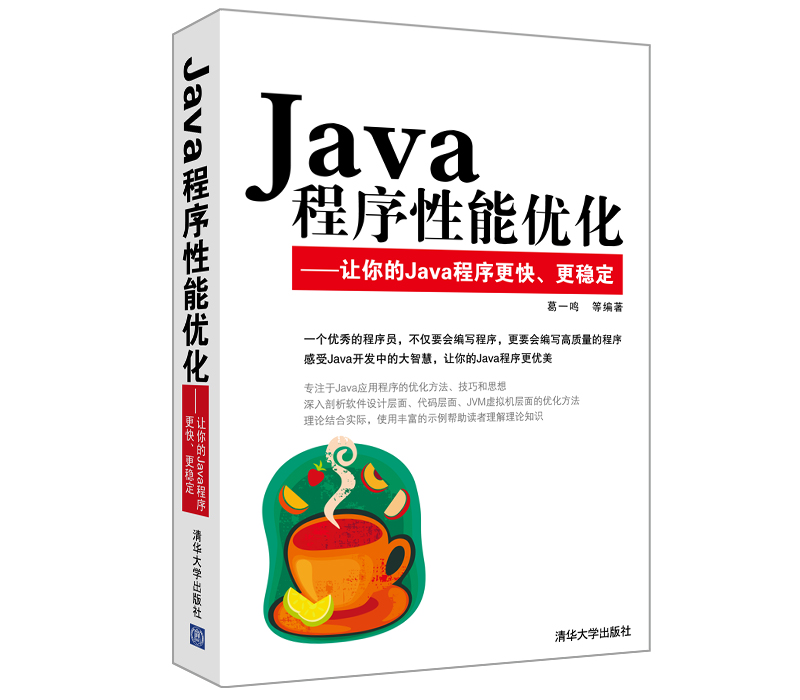 Java
程序性能优化
——让你的Java程序更快、更稳定
葛一鸣 等编著
一个优秀的程序员，不仅要会编写程序，更要会编写高质量的程序
感受Java开发中的大智慧，让你的Java程序更优美
专注于Java应用程序的优化方法、技巧和思想
深入剖析软件设计层面、代码层面、JVM虚拟机层面的优化方法
理论结合实际，使用丰富的示例帮助读者理解理论知识
清华大学出版社
Java程序性能优化
——让你的Java程序
更快、更稳定
清华大学出版社